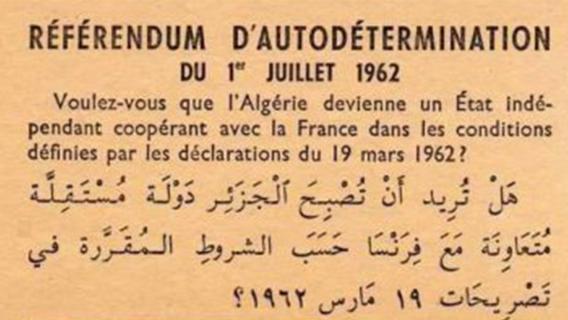 RÉFÉRENDUM D'AUTODÉTERMINATION
DU 1er JUILLET 1962
Voulez-vous que l'Algérie devienne un État indé-
pendant coopérant avec la France dans les conditions
définies par les déclarations du 19 mars 1962?
هَلْ تُرِيد أَنْ تُصْبِحَ ٱلْجَزَئِر دَوْلَة مُسْتَقِلَّة
مُتَعَاوِنَة مَعَ فِرَنْسَا حَسَبَ الشروطِ المُقَرَّرة في
تَصْرِيحَات ١٩ مَارس ١٩٦٢؟